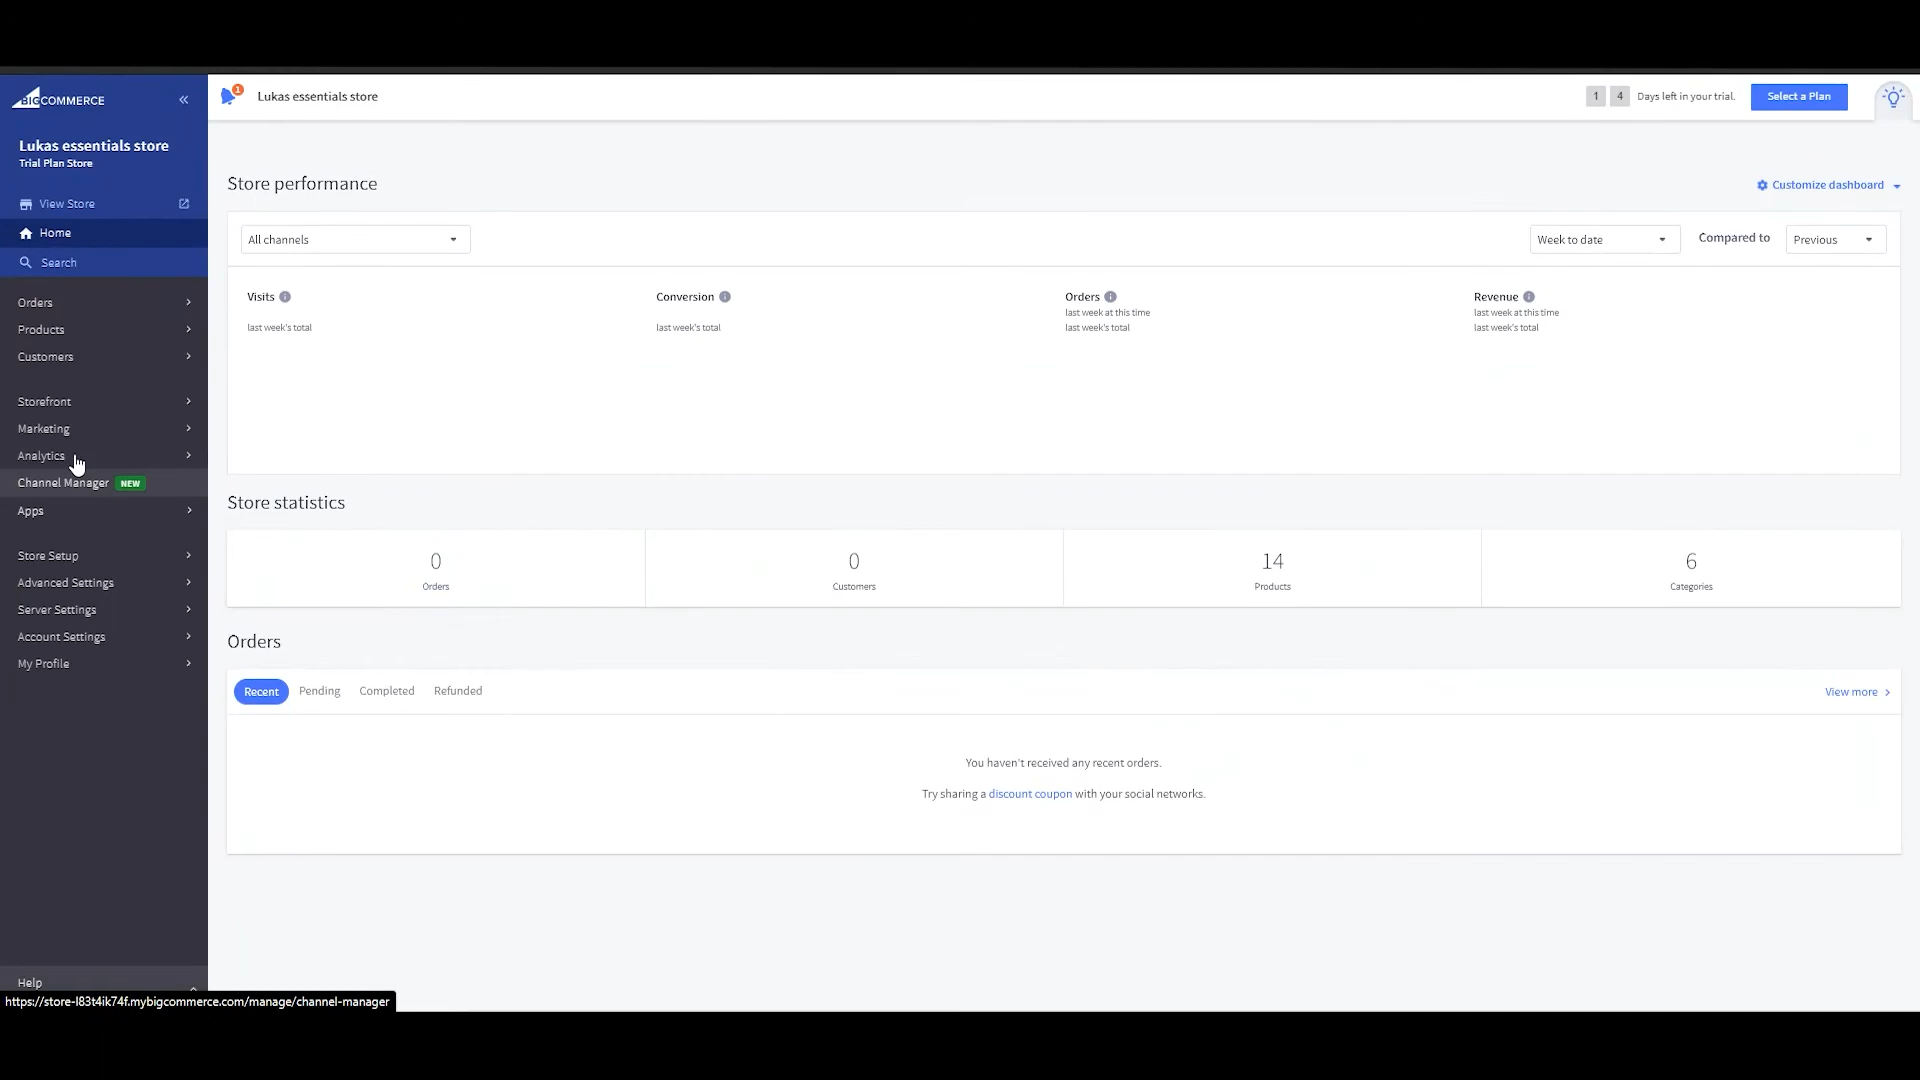 BIGCOMMERCE
Lukas essentials store
Trial Plan Store
View Store
Home
Search
Orders
Products
Customers
Storefront
Marketing
Analytics
Channel Manager NEW
Apps
Store Setup
Advanced Settings
Server Settings
Account Settings
My Profile
Help
https://store-l83t4ik74f.mybigcommerce.com/manage/channel-manager
1 Lukas essentials store
1 4 Days left in your trial. Select a Plan
Store performance
Customize dashboard
All channels
Week to date Compared to Previous
Visits
last week's total
Conversion
last week's total
Orders
last week at this time
last week's total
Revenue
last week at this time
last week's total
Store statistics
0
Orders
0
Customers
14
Products
6
Categories
Orders
Recent Pending Completed Refunded
View more
You haven't received any recent orders.
Try sharing a discount coupon with your social networks.